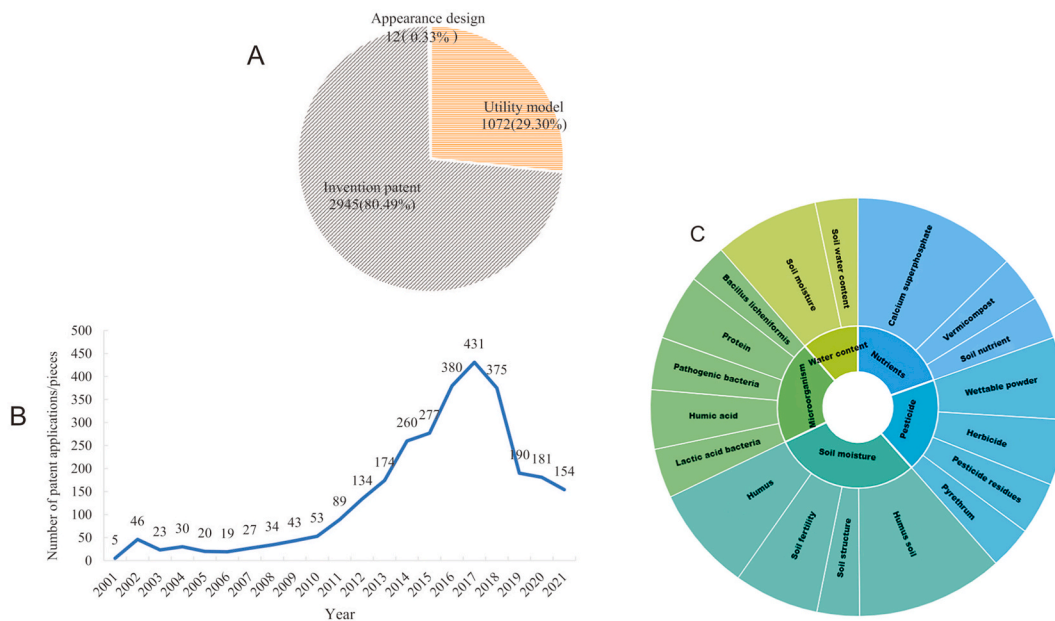 A
Appearance design
12( 0.33% )
Utility model
1072(29.30%)
Invention patent
2945(80.49%)
B
Number of patent applications/pieces
500
450
400
350
300
250
200
150
100
50
0
5
46
23
30
20
19
27
34
43
53
89
134
174
260
277
380
431
375
190
181
154
2001
2002
2003
2004
2005
2006
2007
2008
2009
2010
2011
2012
2013
2014
2015
2016
2017
2018
2019
2020
2021
Year
C
Calcium superphosphate
Vermicompost
Soil nutrient
Wettable powder
Herbicide
Pesticide residues
Pyrethrum
Humus soil
Soil structure
Soil fertility
Humus
Lactic acid bacteria
Humic acid
Pathogenic bacteria
Protein
Bacillus licheniformis
Soil moisture
Soil water content
Nutrients
Pesticide
Soil moisture
Microorganism
Water content